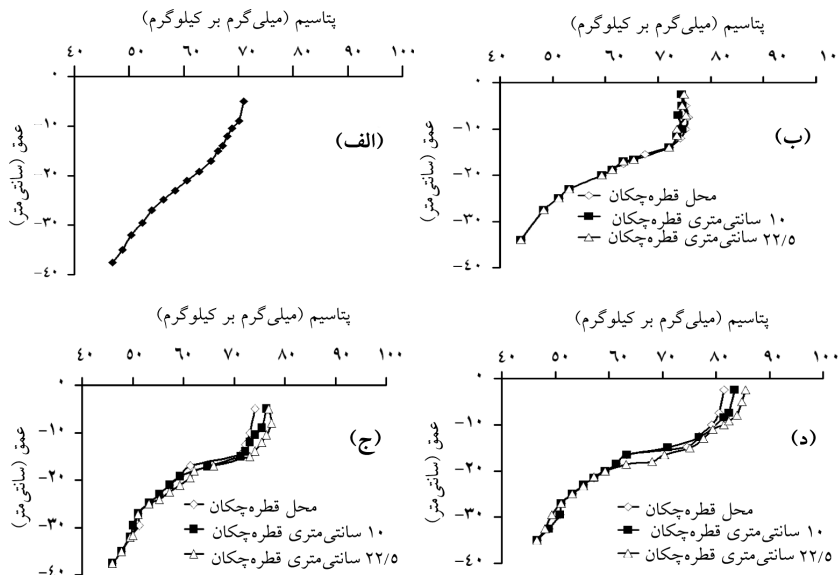 پتاسیم (میلی‌گرم بر کیلوگرم)
۴۰ ۵۰ ۶۰ ۷۰ ۸۰ ۹۰ ۱۰۰
۰
−۱۰
−۲۰
−۳۰
−۴۰
عمق (سانتی‌متر)
(الف)
پتاسیم (میلی‌گرم بر کیلوگرم)
۴۰ ۵۰ ۶۰ ۷۰ ۸۰ ۹۰ ۱۰۰
۰
−۱۰
−۲۰
−۳۰
−۴۰
عمق (سانتی‌متر)
(ب)
محل قطره‌چکان
۱۰ سانتی‌متری قطره‌چکان
۲۲/۵ سانتی‌متری قطره‌چکان
پتاسیم (میلی‌گرم بر کیلوگرم)
۴۰ ۵۰ ۶۰ ۷۰ ۸۰ ۹۰ ۱۰۰
۰
−۱۰
−۲۰
−۳۰
−۴۰
عمق (سانتی‌متر)
(ج)
محل قطره‌چکان
۱۰ سانتی‌متری قطره‌چکان
۲۲/۵ سانتی‌متری قطره‌چکان
پتاسیم (میلی‌گرم بر کیلوگرم)
۴۰ ۵۰ ۶۰ ۷۰ ۸۰ ۹۰ ۱۰۰
۰
−۱۰
−۲۰
−۳۰
−۴۰
عمق (سانتی‌متر)
(د)
محل قطره‌چکان
۱۰ سانتی‌متری قطره‌چکان
۲۲/۵ سانتی‌متری قطره‌چکان